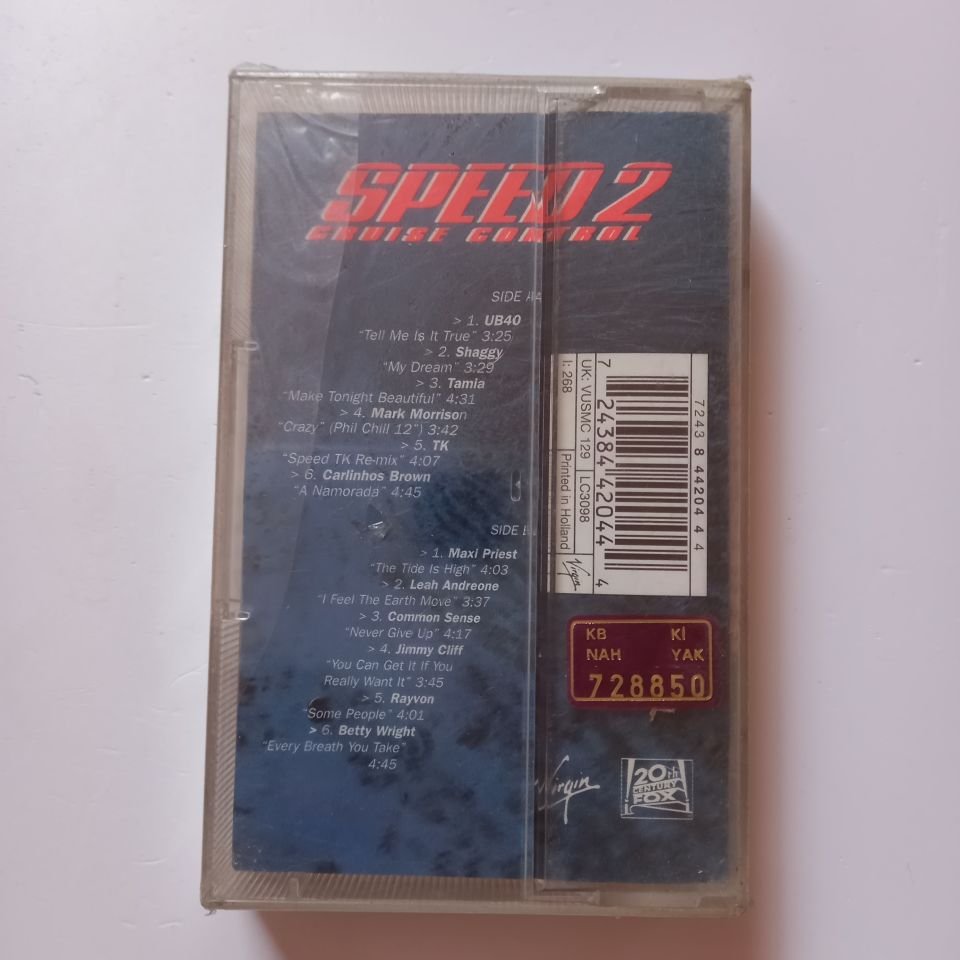 SPEED 2
CRUISE CONTROL
SIDE A
> 1. UB40
“Tell Me Is It True” 3:25
> 2. Shaggy
“My Dream” 3:29
> 3. Tamia
“Make Tonight Beautiful” 4:31
> 4. Mark Morrison
“Crazy” (Phil Chill 12”) 3:42
> 5. TK
“Speed TK Re-mix” 4:07
> 6. Carlinhos Brown
“A Namorada” 4:45
SIDE B
> 1. Maxi Priest
“The Tide Is High” 4:03
> 2. Leah Andreone
“I Feel The Earth Move” 3:37
> 3. Common Sense
“Never Give Up” 4:17
> 4. Jimmy Cliff
“You Can Get It If You
Really Want It” 3:45
> 5. Rayvon
“Some People” 4:01
> 6. Betty Wright
“Every Breath You Take”
4:45
7243 8 44204 4 4
7 24384 42044 4
UK: VUSMC 129
LC3098
I: 268
Printed in Holland
Virgin
KB Kİ
NAH YAK
728850
Virgin
20th
CENTURY
FOX